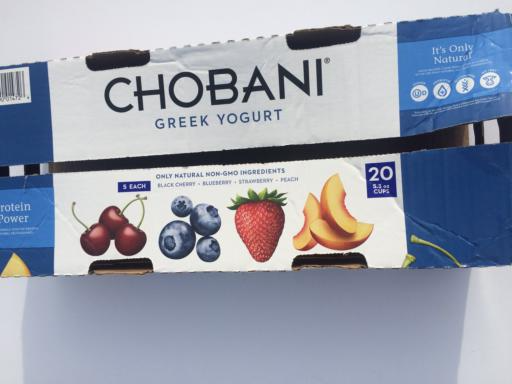 CHOBANI®
GREEK YOGURT
It's Only
Natural
5 EACH
ONLY NATURAL NON-GMO INGREDIENTS
BLACK CHERRY • BLUEBERRY • STRAWBERRY • PEACH
20
5.3 oz
CUPS
rotein
Power